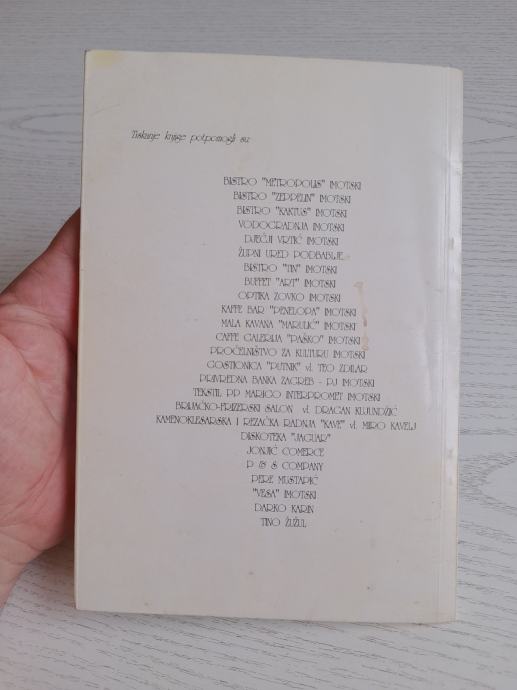 Tiskanje knjige potpomogli su:
BISTRO "METROPOLIS" IMOTSKI
BISTRO "ZEPPELIN" IMOTSKI
BISTRO "KAKTUS" IMOTSKI
VODOGRADNJA IMOTSKI
DJEČJI VRTIĆ IMOTSKI
ŽUPNI URED PODBABLJE
BISTRO "TIN" IMOTSKI
BUFFET "ART" IMOTSKI
OPTIKA ZOVKO IMOTSKI
KAFFE BAR "PENELOPA" IMOTSKI
MALA KAVANA "MARULIĆ" IMOTSKI
CAFFE GALERIJA "PAŠKO" IMOTSKI
PROČELNIŠTVO ZA KULTURU IMOTSKI
GOSTIONICA "PUTNIK" vl. TEO ZDILAR
PRIVREDNA BANKA ZAGREB - PJ IMOTSKI
TEKSTIL PP MARIGO INTERPROMET IMOTSKI
BRIJAČKO-FRIZERSKI SALON vl. DRAGAN KUJUNDŽIĆ
KAMENOKLESARSKA I REZAČKA RADNJA "KAVE" vl. MIRO KAVELJ
DISKOTEKA "JAGUAR"
JONJIĆ COMERCE
P & S COMPANY
PERE MUSTAPIĆ
"VESA" IMOTSKI
DARKO KARIN
TINO ŽUŽUL